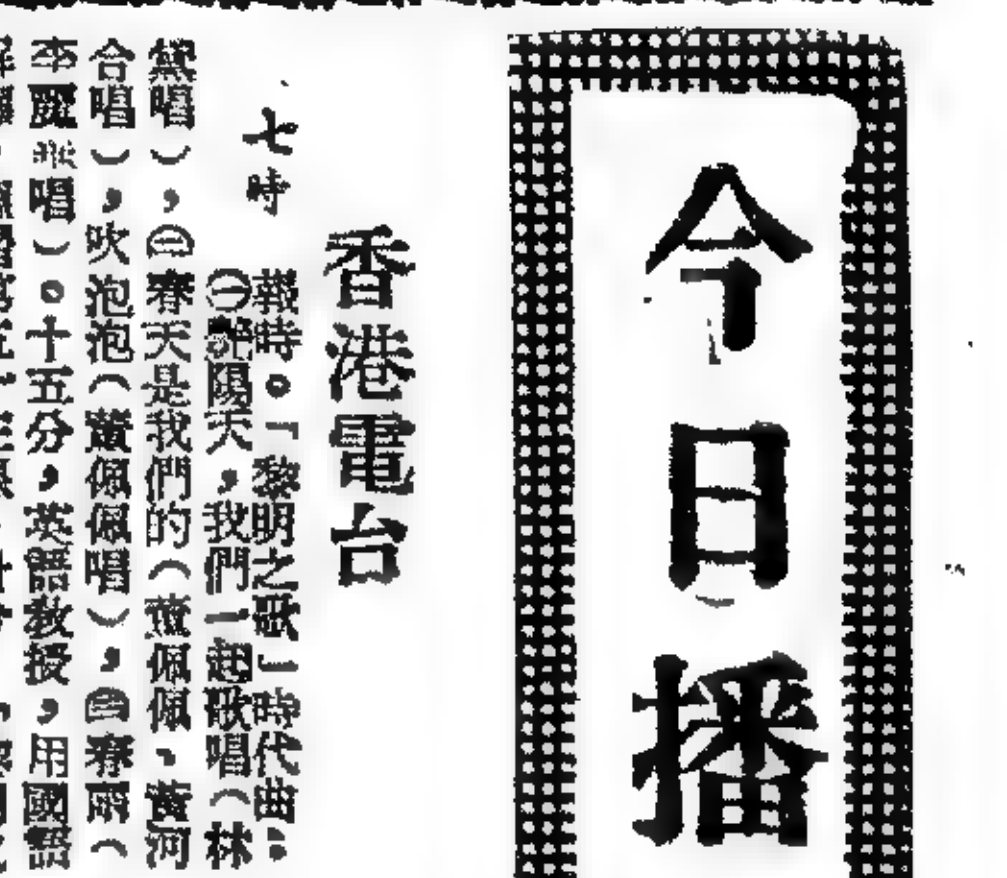 今日播
香港電台
七時
報時。「黎明之歌」時代曲：
㊀艷陽天，我們一起歌唱（林
黛唱），㊁春天是我們的（董佩佩、黃河
合唱），吹泡泡（董佩佩唱），㊂春雨（
李麗 唱）。十五分，英語教授，用國語